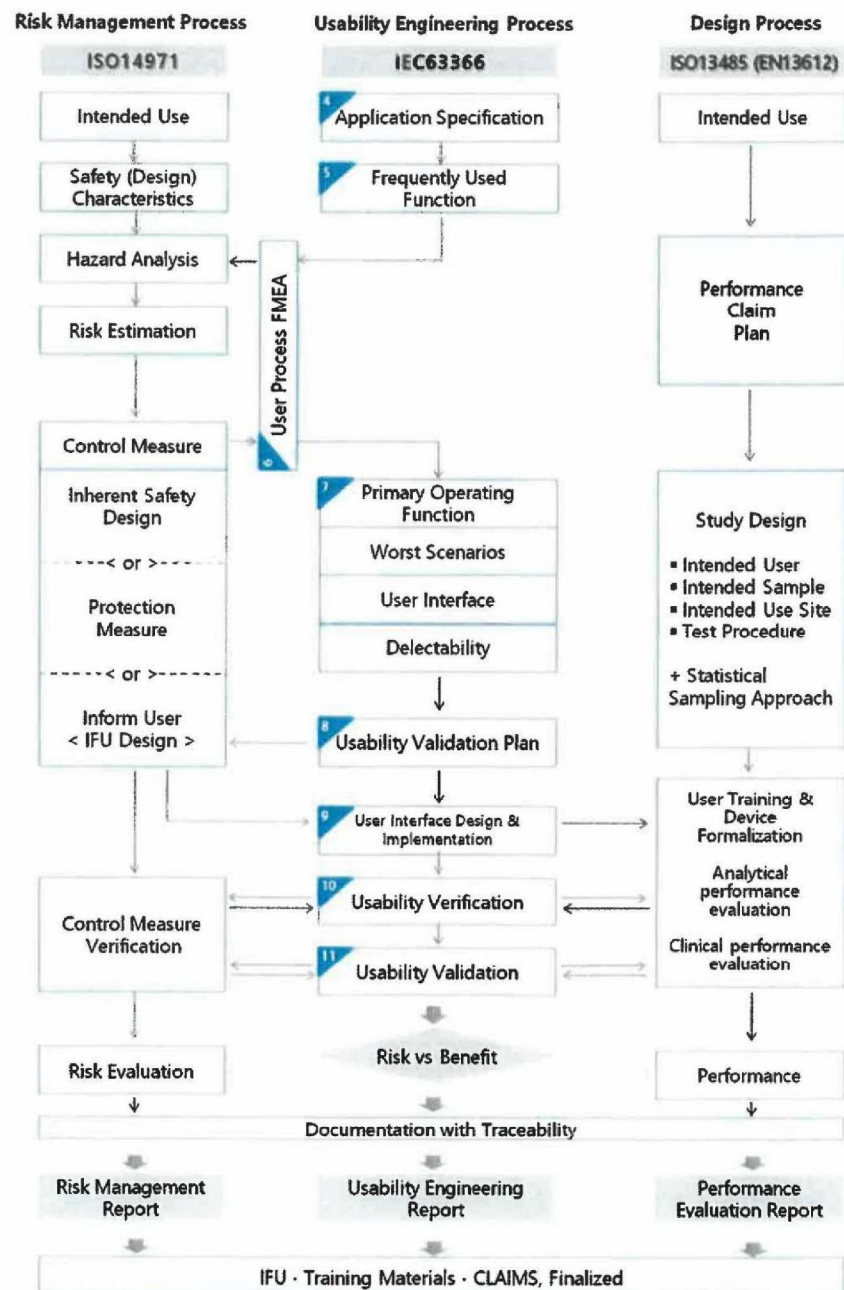 Risk Management Process
ISO14971
Intended Use
Safety (Design)
Characteristics
Hazard Analysis
Risk Estimation
Control Measure
Inherent Safety
Design
< or >
Protection
Measure
< or >
Inform User
< IFU Design >
Control Measure
Verification
Risk Evaluation
Usability Engineering Process
IEC63366
4
Application Specification
5
Frequently Used
Function
6
User Process FMEA
7
Primary Operating
Function
Worst Scenarios
User Interface
Delectability
8
Usability Validation Plan
9
User Interface Design &
Implementation
10
Usability Verification
11
Usability Validation
Risk vs Benefit
Design Process
ISO13485 (EN13612)
Intended Use
Performance
Claim
Plan
Study Design
▪ Intended User
▪ Intended Sample
▪ Intended Use Site
▪ Test Procedure
+ Statistical
Sampling Approach
User Training &
Device
Formalization
Analytical
performance
evaluation
Clinical performance
evaluation
Performance
Documentation with Traceability
Risk Management
Report
Usability Engineering
Report
Performance
Evaluation Report
IFU · Training Materials · CLAIMS, Finalized